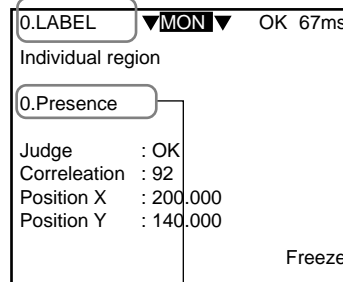 0.LABEL ▼MON▼ OK 67ms
Individual region
0.Presence
Judge : OK
Correleation : 92
Position X : 200.000
Position Y : 140.000
Freeze